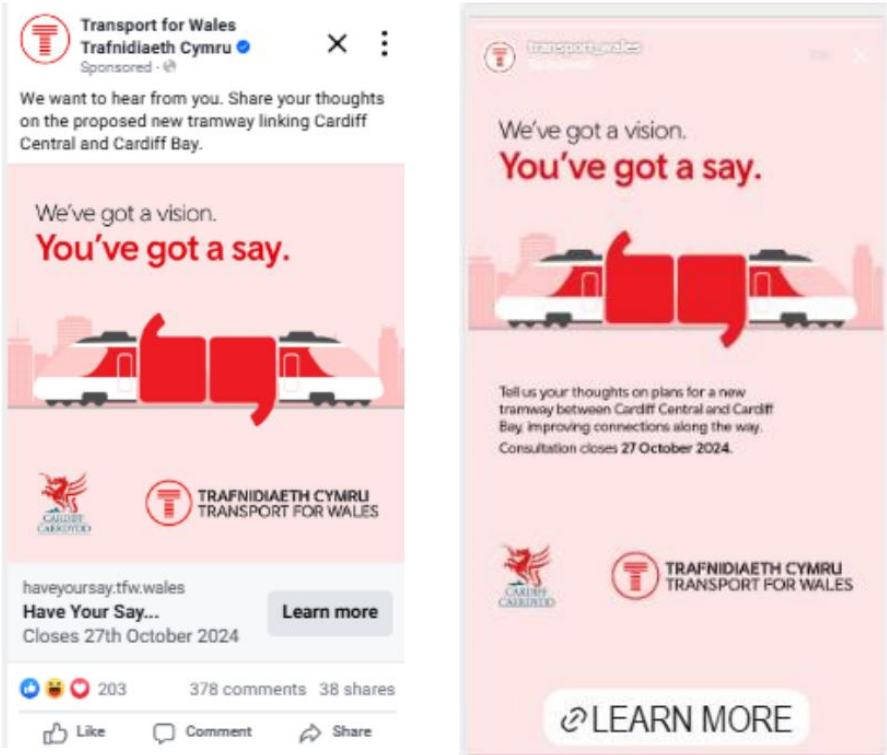 Transport for Wales
Trafnidiaeth Cymru
Sponsored ·
We want to hear from you. Share your thoughts
on the proposed new tramway linking Cardiff
Central and Cardiff Bay.
We've got a vision.
You've got a say.
CARDIFF
CAERDYDD
TRAFNIDIAETH CYMRU
TRANSPORT FOR WALES
haveyoursay.tfw.wales
Have Your Say...
Closes 27th October 2024
Learn more
203
378 comments 38 shares
Like Comment Share
transport_wales
We've got a vision.
You've got a say.
Tell us your thoughts on plans for a new
tramway between Cardiff Central and Cardiff
Bay, improving connections along the way.
Consultation closes 27 October 2024.
CARDIFF
CAERDYDD
TRAFNIDIAETH CYMRU
TRANSPORT FOR WALES
LEARN MORE